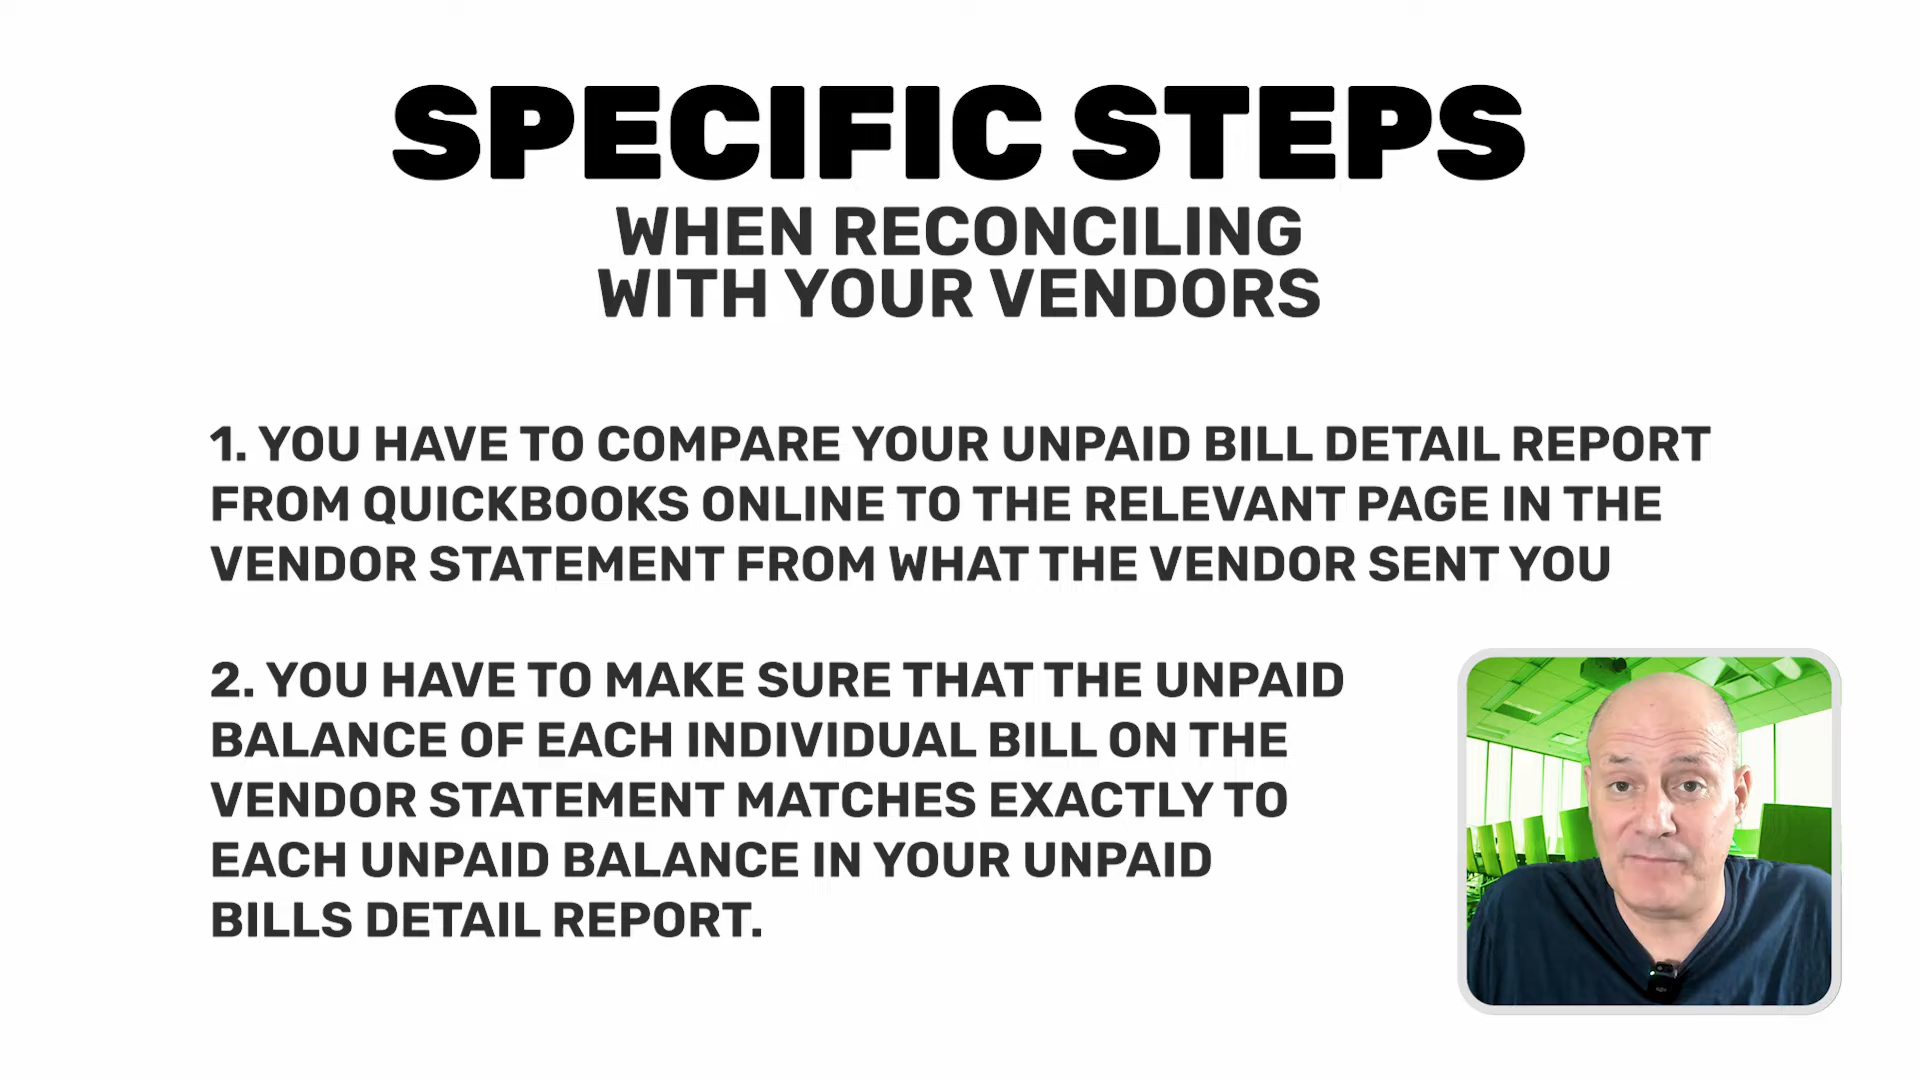 SPECIFIC STEPS
WHEN RECONCILING
WITH YOUR VENDORS
1. YOU HAVE TO COMPARE YOUR UNPAID BILL DETAIL REPORT
FROM QUICKBOOKS ONLINE TO THE RELEVANT PAGE IN THE
VENDOR STATEMENT FROM WHAT THE VENDOR SENT YOU
2. YOU HAVE TO MAKE SURE THAT THE UNPAID
BALANCE OF EACH INDIVIDUAL BILL ON THE
VENDOR STATEMENT MATCHES EXACTLY TO
EACH UNPAID BALANCE IN YOUR UNPAID
BILLS DETAIL REPORT.